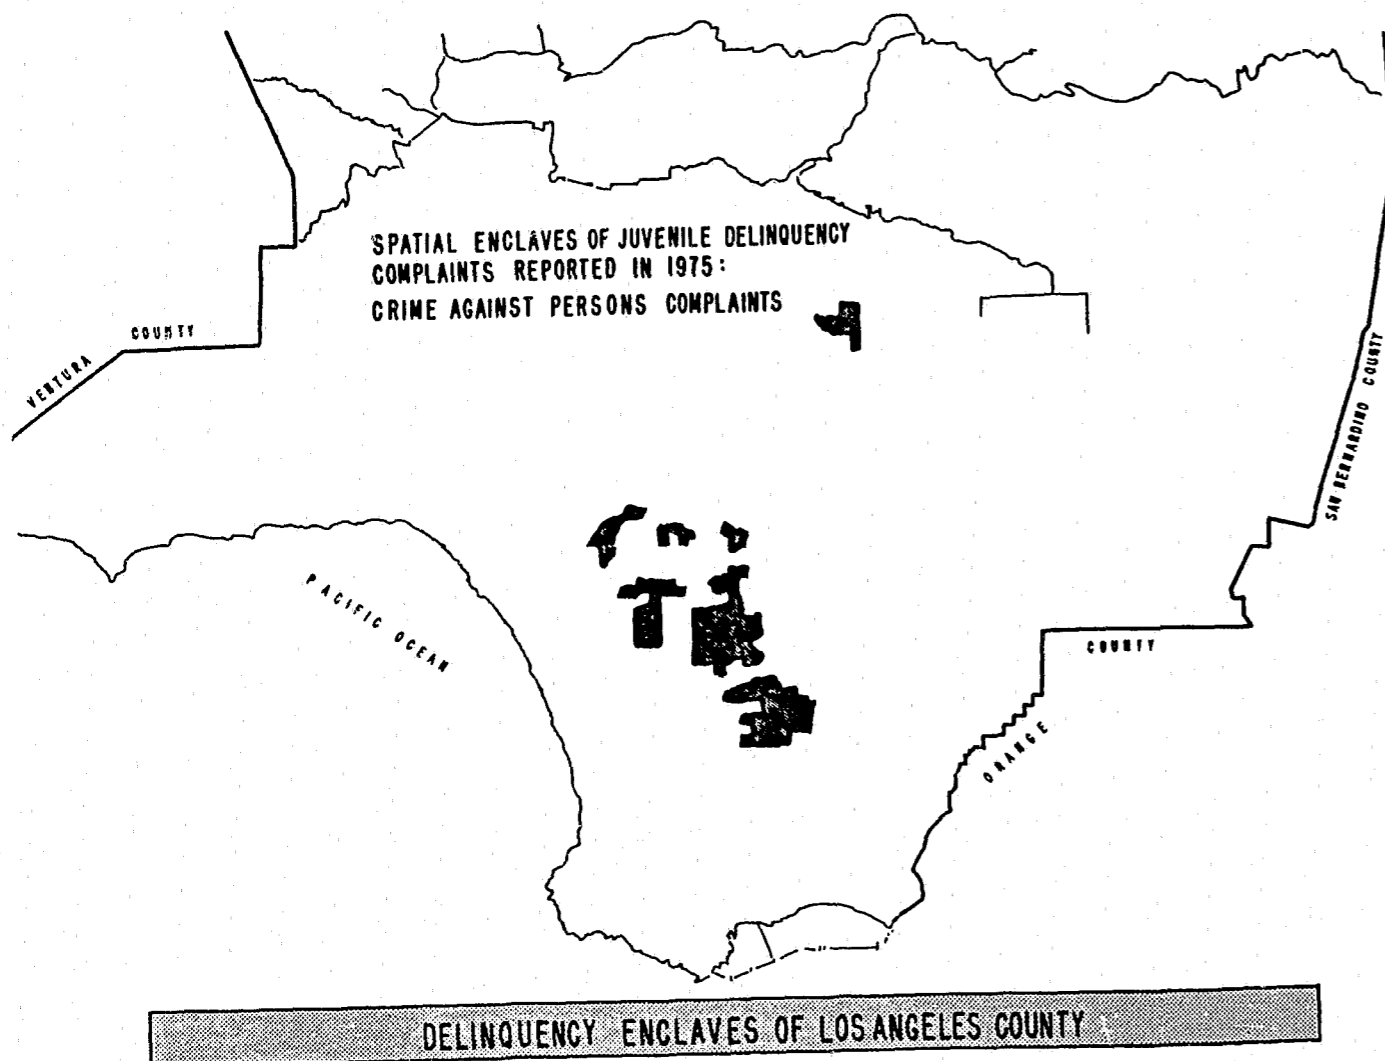 SPATIAL ENCLAVES OF JUVENILE DELINQUENCY
COMPLAINTS REPORTED IN 1975:
CRIME AGAINST PERSONS COMPLAINTS
VENTURA COUNTY
SAN BERNARDINO COUNTY
PACIFIC OCEAN
ORANGE COUNTY
DELINQUENCY ENCLAVES OF LOS ANGELES COUNTY